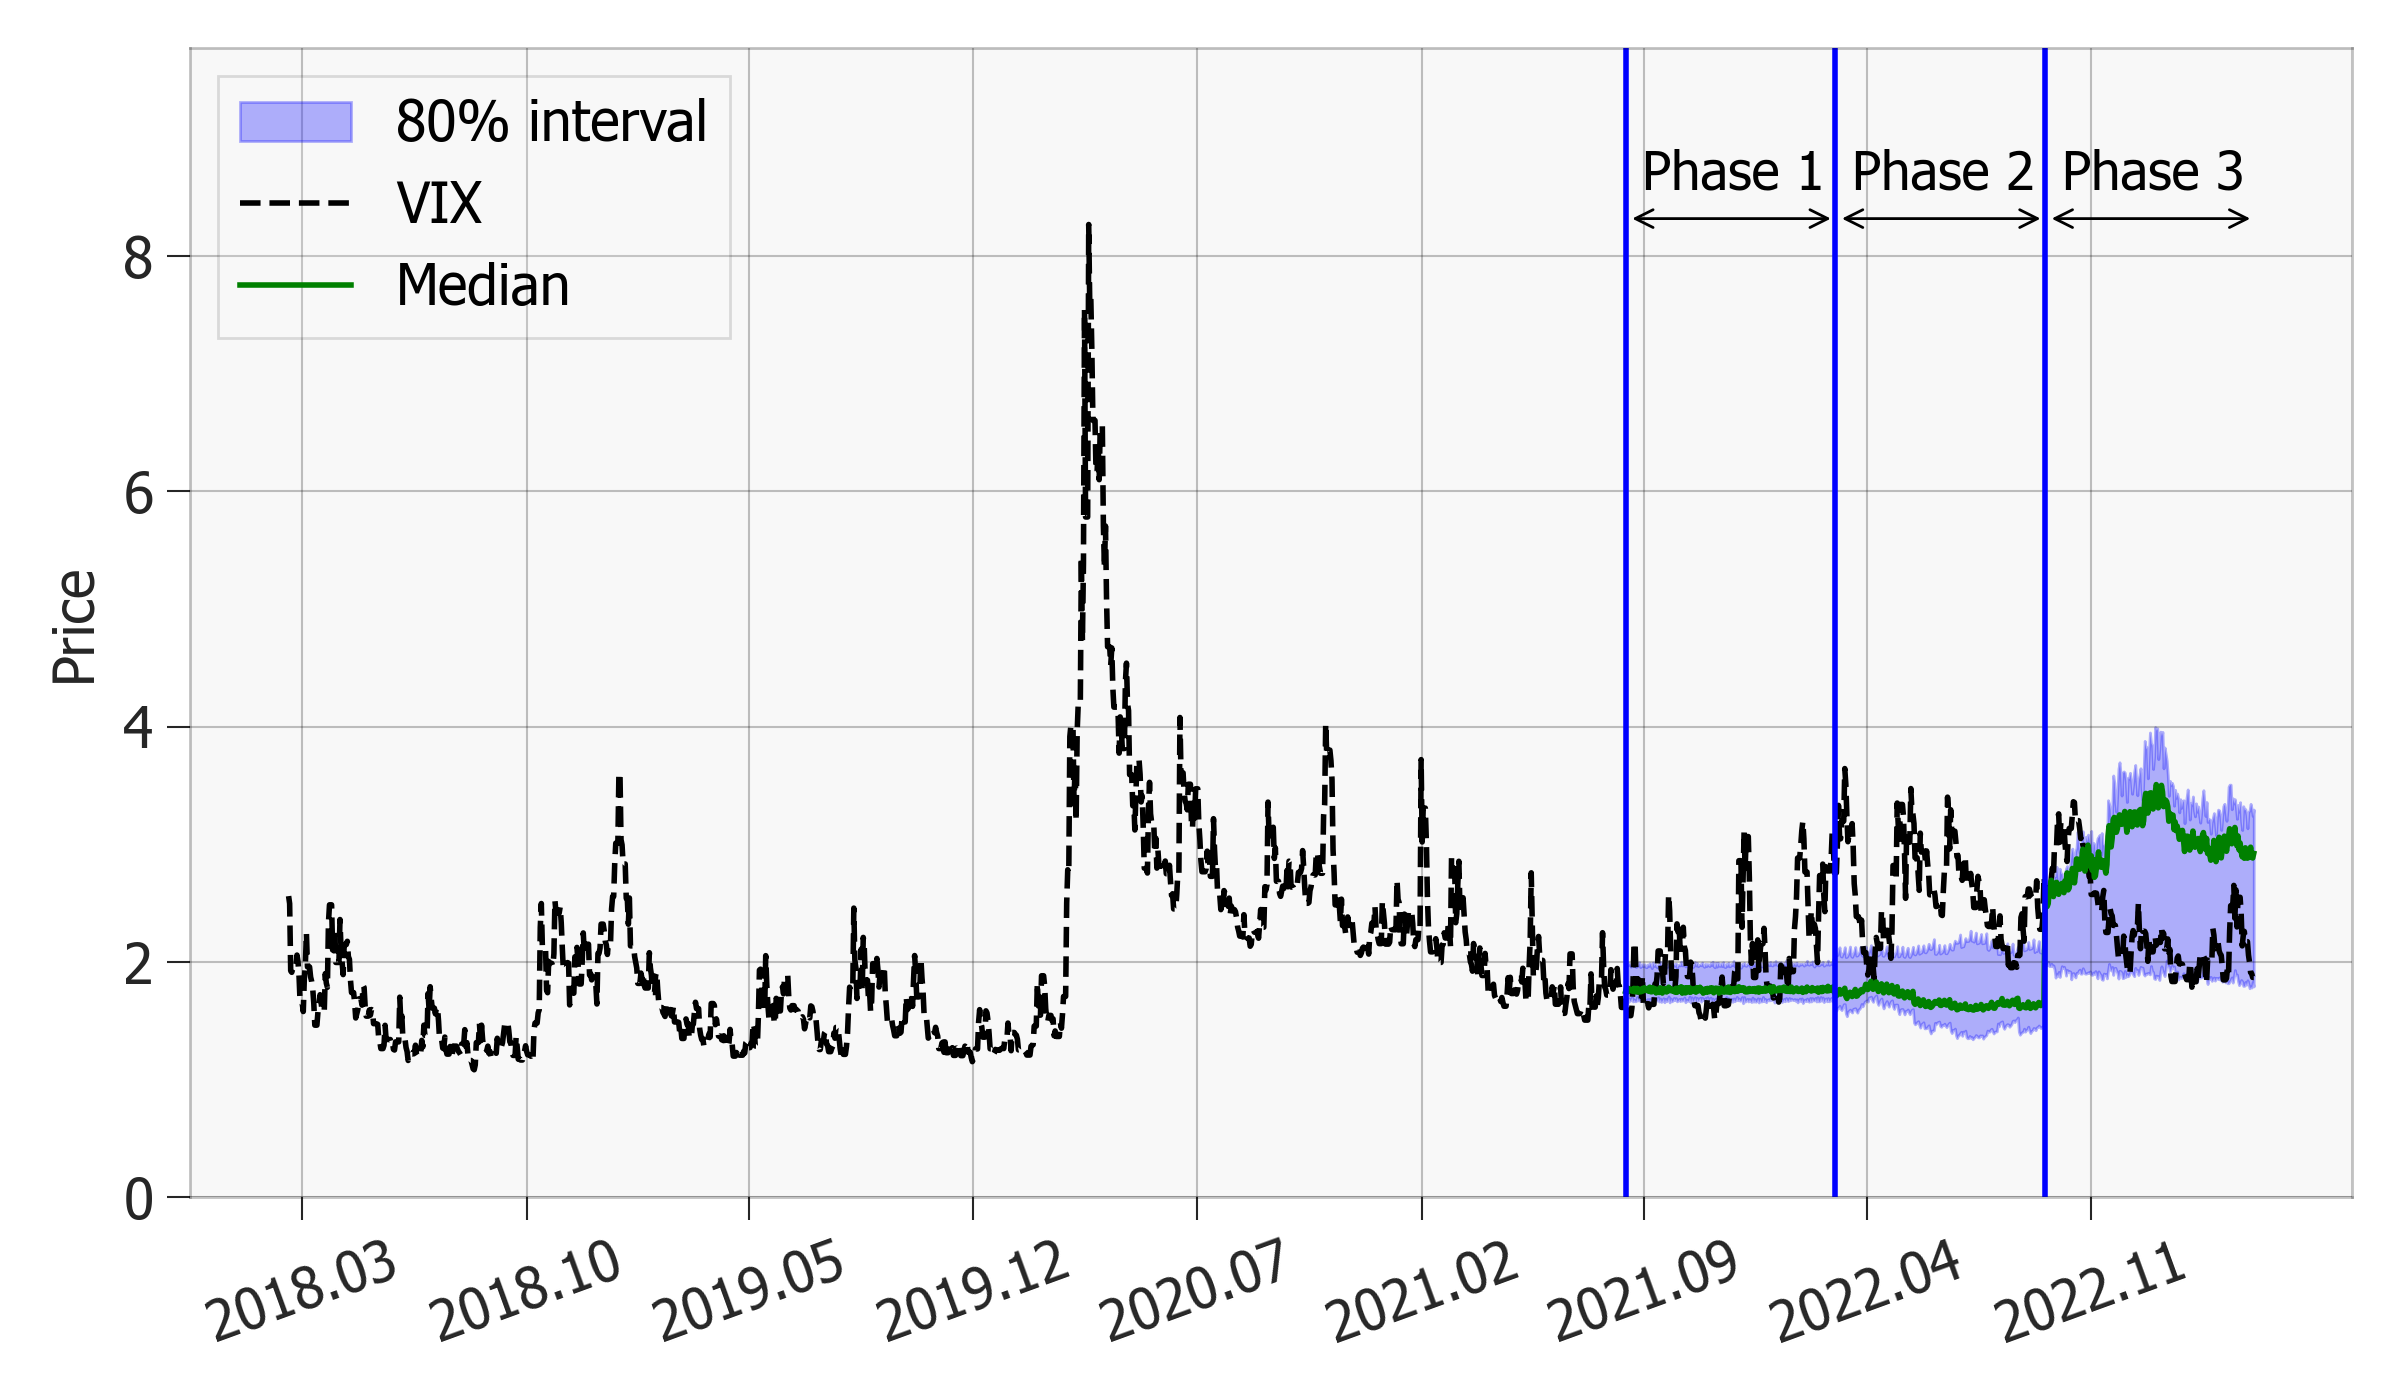 80% interval
VIX
Median
Phase 1
Phase 2
Phase 3
Price
8
6
4
2
0
2018.03
2018.10
2019.05
2019.12
2020.07
2021.02
2021.09
2022.04
2022.11